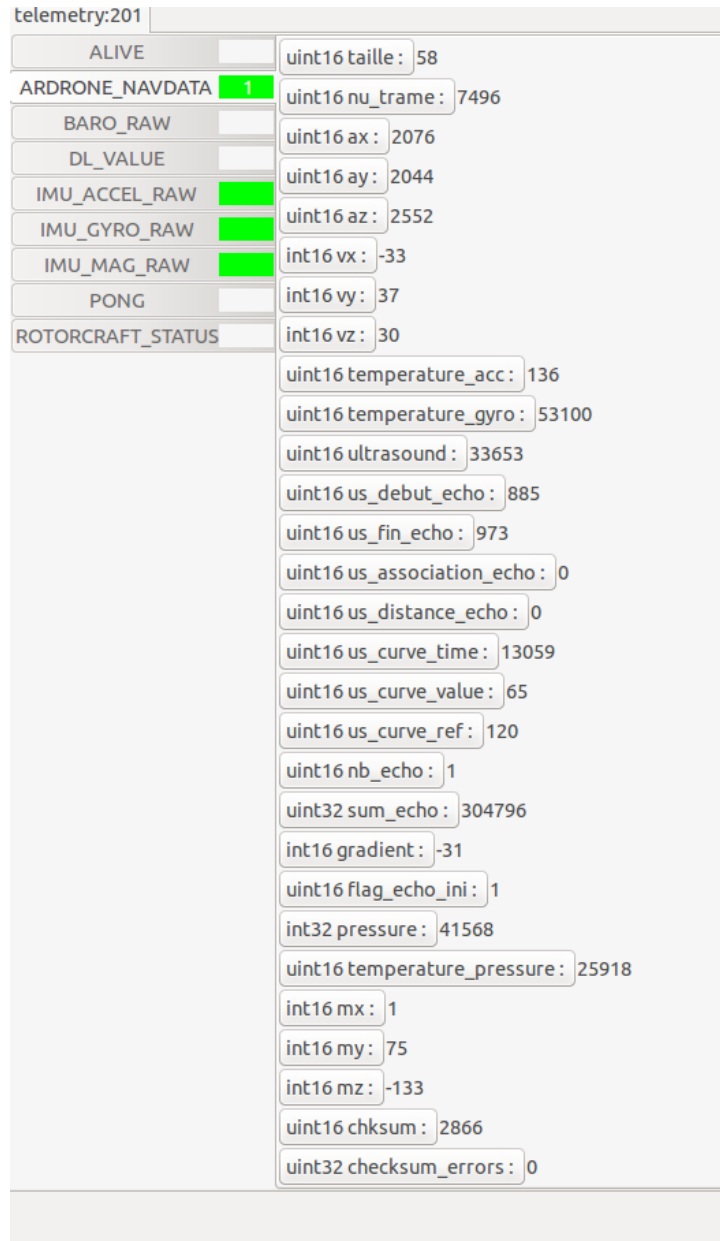 telemetry:201
ALIVE
ARDRONE_NAVDATA 1
BARO_RAW
DL_VALUE
IMU_ACCEL_RAW
IMU_GYRO_RAW
IMU_MAG_RAW
PONG
ROTORCRAFT_STATUS
uint16 taille : 58
uint16 nu_trame : 7496
uint16 ax : 2076
uint16 ay : 2044
uint16 az : 2552
int16 vx : -33
int16 vy : 37
int16 vz : 30
uint16 temperature_acc : 136
uint16 temperature_gyro : 53100
uint16 ultrasound : 33653
uint16 us_debut_echo : 885
uint16 us_fin_echo : 973
uint16 us_association_echo : 0
uint16 us_distance_echo : 0
uint16 us_curve_time : 13059
uint16 us_curve_value : 65
uint16 us_curve_ref : 120
uint16 nb_echo : 1
uint32 sum_echo : 304796
int16 gradient : -31
uint16 flag_echo_ini : 1
int32 pressure : 41568
uint16 temperature_pressure : 25918
int16 mx : 1
int16 my : 75
int16 mz : -133
uint16 chksum : 2866
uint32 checksum_errors : 0